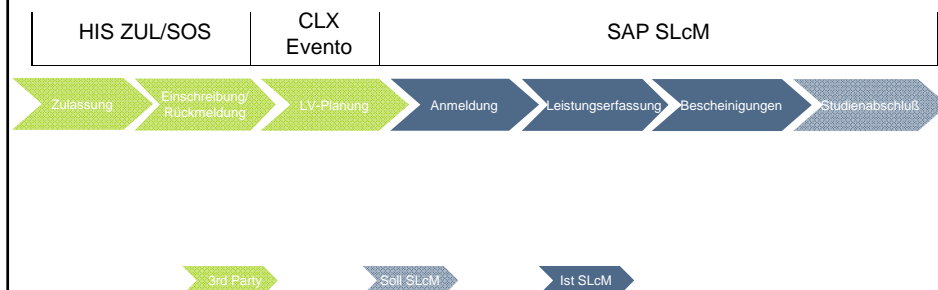 HIS ZUL/SOS
CLX
Evento
SAP SLcM
Zulassung
Einschreibung/
Rückmeldung
LV-Planung
Anmeldung
Leistungserfassung
Bescheinigungen
Studienabschluß
3rd Party
Soll SLcM
Ist SLcM